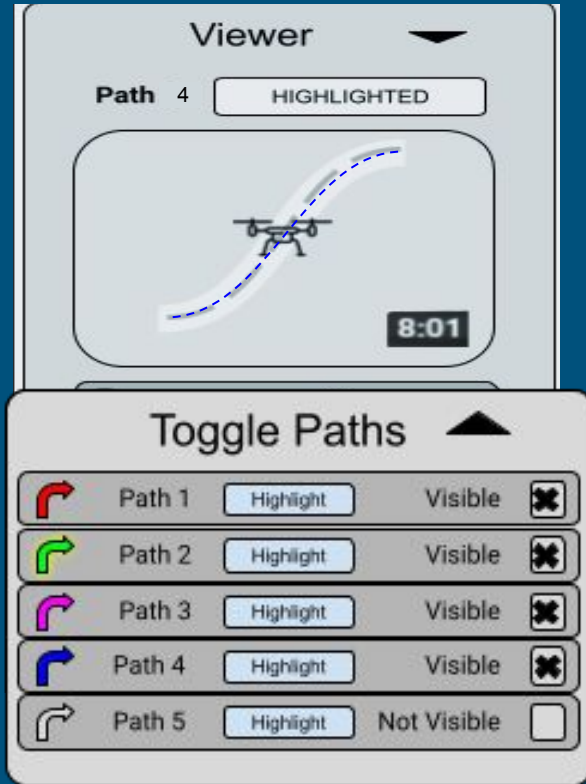 Viewer
Path 4 HIGHLIGHTED
8:01
Toggle Paths
Path 1 Highlight Visible
Path 2 Highlight Visible
Path 3 Highlight Visible
Path 4 Highlight Visible
Path 5 Highlight Not Visible